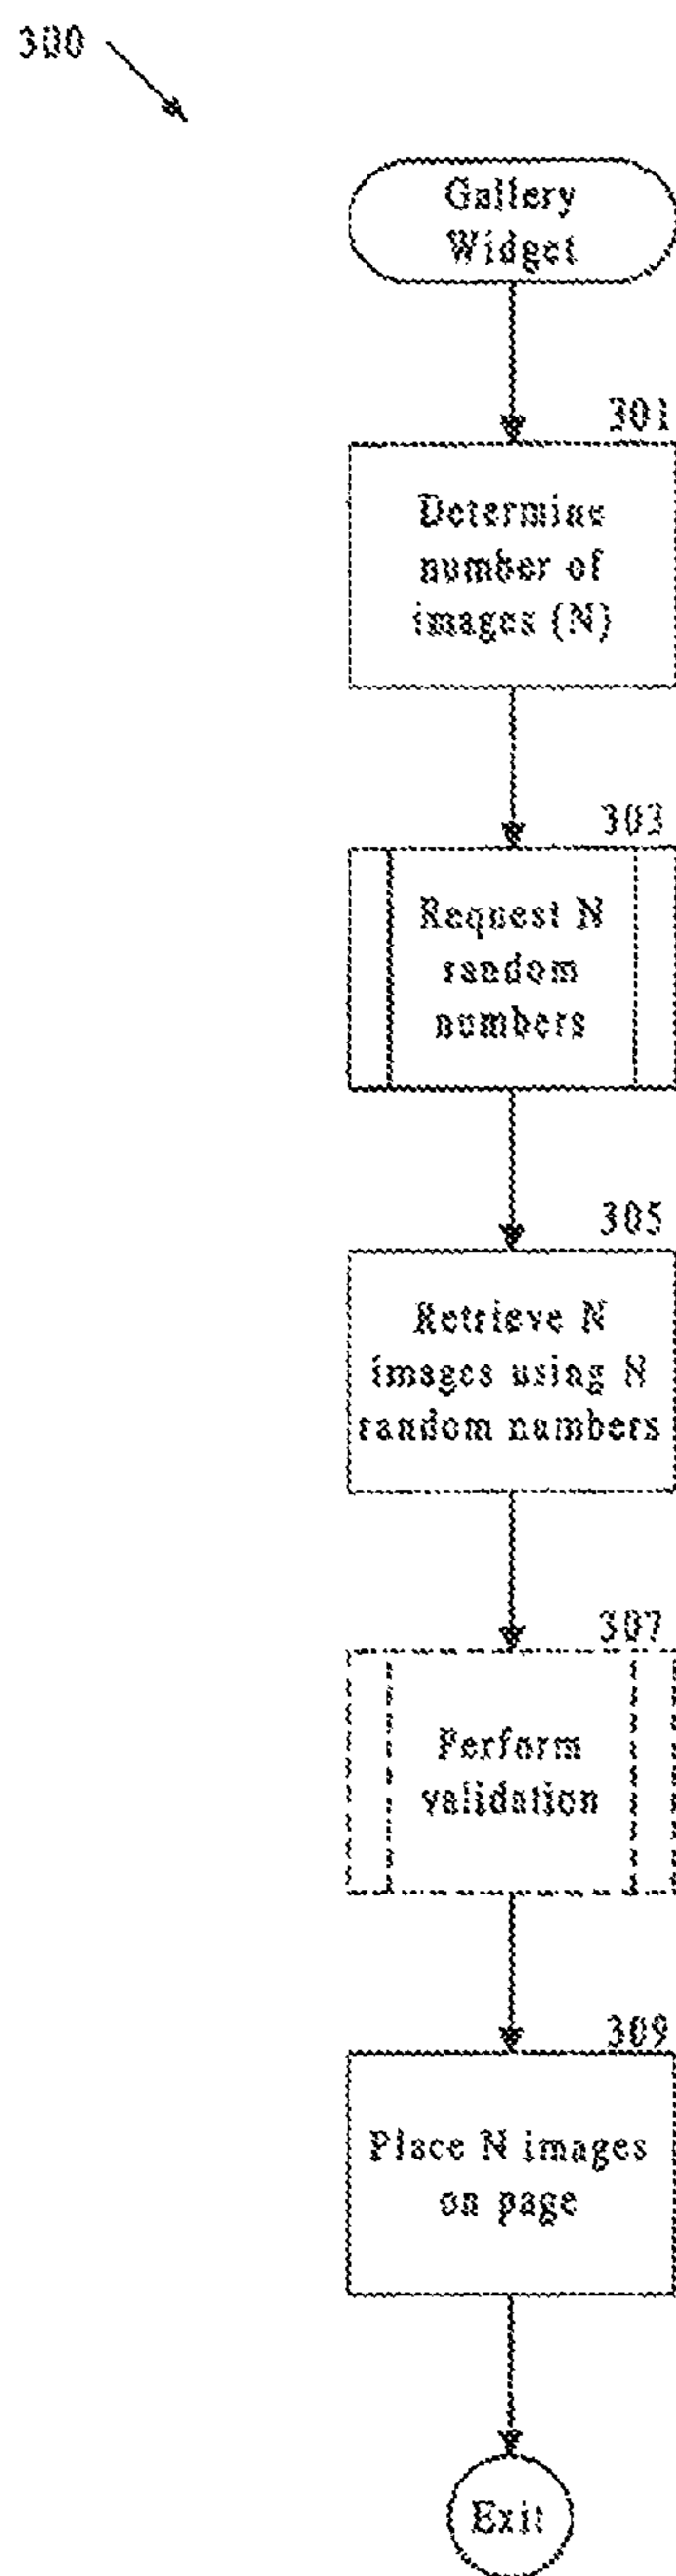 300
Gallery
Widget
301
Determine
number of
images (N)
303
Request N
random
numbers
305
Retrieve N
images using N
random numbers
307
Perform
validation
309
Place N images
on page
Exit